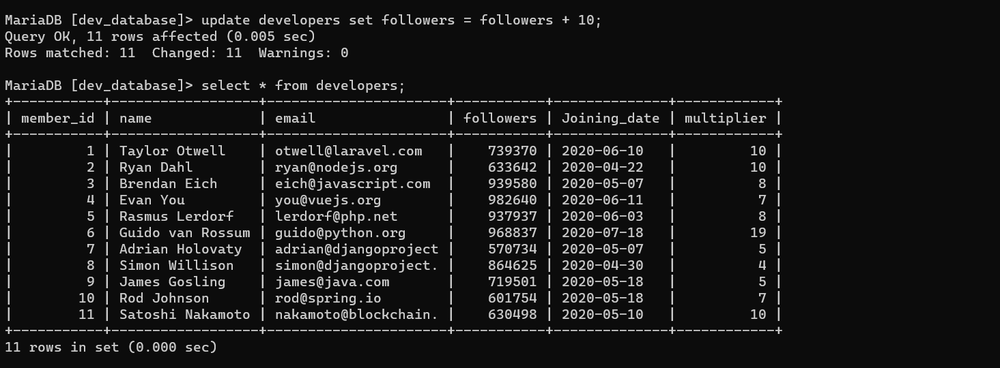 MariaDB [dev_database]> update developers set followers = followers + 10;
Query OK, 11 rows affected (0.005 sec)
Rows matched: 11  Changed: 11  Warnings: 0

MariaDB [dev_database]> select * from developers;
+-----------+------------------+----------------------+-----------+--------------+------------+
| member_id | name             | email                | followers | Joining_date | multiplier |
+-----------+------------------+----------------------+-----------+--------------+------------+
|         1 | Taylor Otwell    | otwell@laravel.com   |    739370 | 2020-06-10   |         10 |
|         2 | Ryan Dahl        | ryan@nodejs.org      |    633642 | 2020-04-22   |         10 |
|         3 | Brendan Eich     | eich@javascript.com  |    939580 | 2020-05-07   |          8 |
|         4 | Evan You         | you@vuejs.org        |    982640 | 2020-06-11   |          7 |
|         5 | Rasmus Lerdorf   | lerdorf@php.net      |    937937 | 2020-06-03   |          8 |
|         6 | Guido van Rossum | guido@python.org     |    968837 | 2020-07-18   |         19 |
|         7 | Adrian Holovaty  | adrian@djangoproject |    570734 | 2020-05-07   |          5 |
|         8 | Simon Willison   | simon@djangoproject. |    864625 | 2020-04-30   |          4 |
|         9 | James Gosling    | james@java.com       |    719501 | 2020-05-18   |          5 |
|        10 | Rod Johnson      | rod@spring.io        |    601754 | 2020-05-18   |          7 |
|        11 | Satoshi Nakamoto | nakamoto@blockchain. |    630498 | 2020-05-10   |         10 |
+-----------+------------------+----------------------+-----------+--------------+------------+
11 rows in set (0.000 sec)